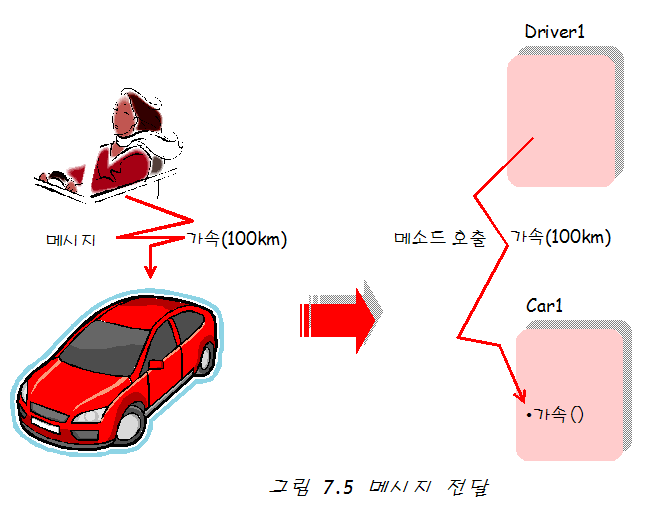 Driver1
메시지
가속(100km)
메소드 호출
가속(100km)
Car1
•가속()
그림 7.5 메시지 전달